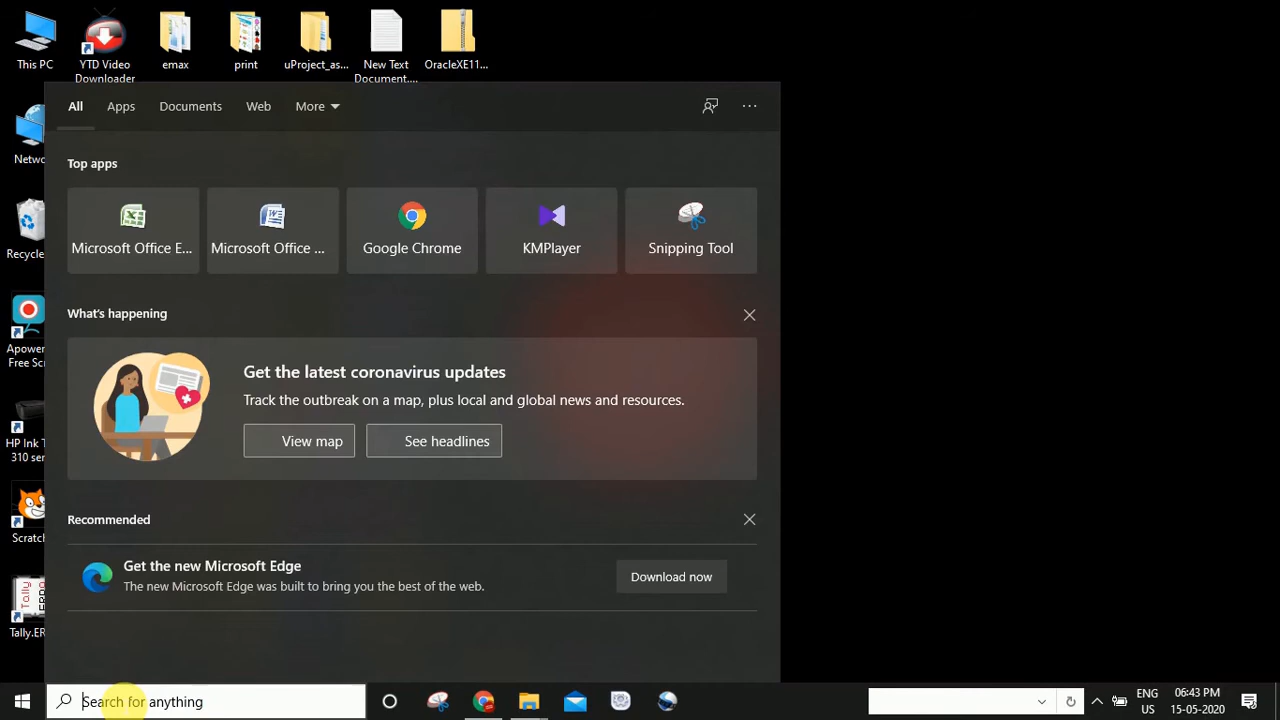 This PC
YTD Video
Downloader
emax
print
uProject_as...
New Text
Document....
OracleXE11...
All
Apps
Documents
Web
More
Netwo
Top apps
Microsoft Office E...
Microsoft Office ...
Google Chrome
KMPlayer
Snipping Tool
Recycle
What's happening
Get the latest coronavirus updates
Track the outbreak on a map, plus local and global news and resources.
View map
See headlines
Apower
Free Scr
HP Ink T
310 seri
Recommended
Get the new Microsoft Edge
The new Microsoft Edge was built to bring you the best of the web.
Download now
Scratch
Tally.ER
Search for anything
ENG
US
06:43 PM
15-05-2020